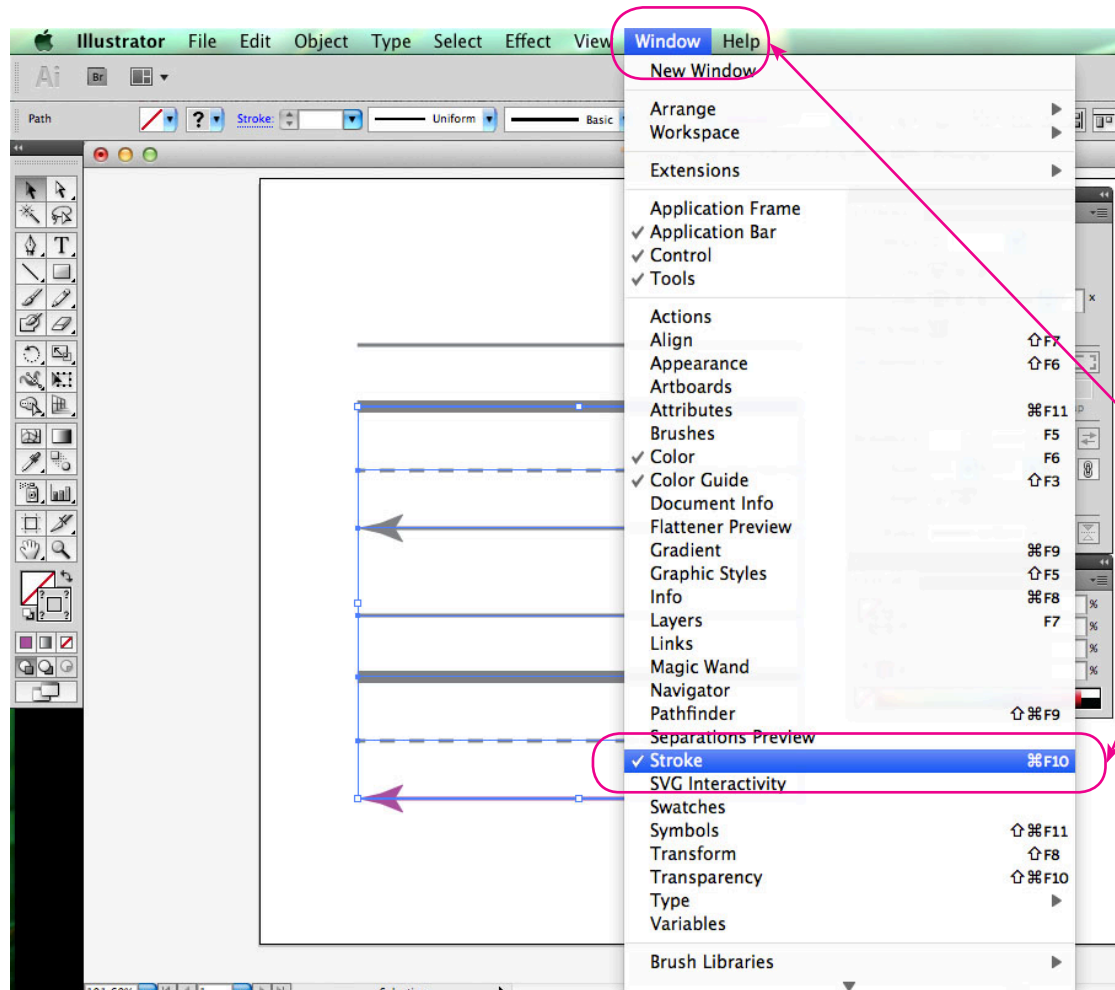 Illustrator File Edit Object Type Select Effect View Window Help
Ai Br
Path ? Stroke: Uniform Basic
New Window
Arrange
Workspace
Extensions
Application Frame
✓ Application Bar
✓ Control
✓ Tools
Actions
Align ⇧F7
Appearance ⇧F6
Artboards
Attributes ⌘F11
Brushes F5
✓ Color F6
✓ Color Guide ⇧F3
Document Info
Flattener Preview
Gradient ⌘F9
Graphic Styles ⇧F5
Info ⌘F8
Layers F7
Links
Magic Wand
Navigator
Pathfinder ⇧⌘F9
Separations Preview
✓ Stroke ⌘F10
SVG Interactivity
Swatches
Symbols ⇧⌘F11
Transform ⇧F8
Transparency ⇧⌘F10
Type
Variables
Brush Libraries
T
? ?
? ?
%
%
%
%